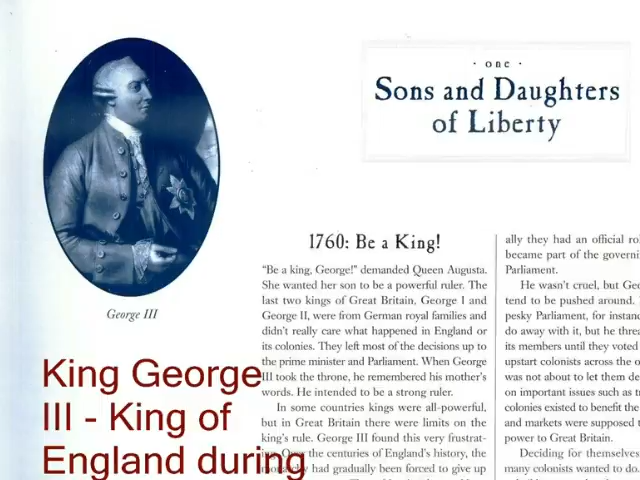 · one ·
Sons and Daughters
of Liberty
George III
King George
III - King of
England during
1760: Be a King!
"Be a king, George!" demanded Queen Augusta.
She wanted her son to be a powerful ruler. The
last two kings of Great Britain, George I and
George II, were from German royal families and
didn't really care what happened in England or
its colonies. They left most of the decisions up to
the prime minister and Parliament. When George
III took the throne, he remembered his mother's
words. He intended to be a strong ruler.
In some countries kings were all-powerful,
but in Great Britain there were limits on the
king's rule. George III found this very frustrat-
Over the centuries of England's history, the
had gradually been forced to give up
ally they had an official
became part of the
Parliament.
He wasn't cruel, but
tend to be pushed around.
pesky Parliament, for
do away with it, but he
its members until they voted
upstart colonies across the
was not about to let them
on important issues such as
colonies existed to benefit the
and markets were supposed
power to Great Britain.
Deciding for themselves
many colonists wanted to do.